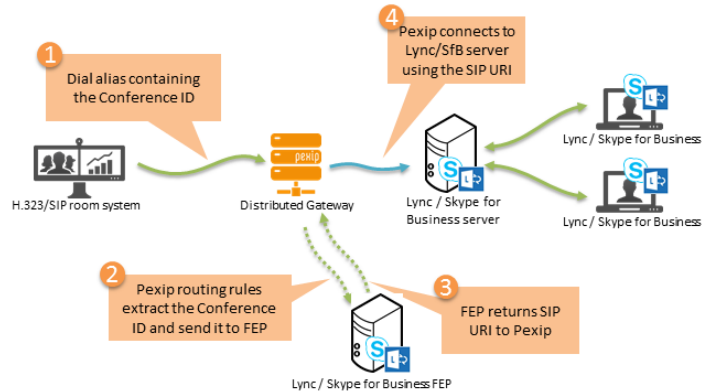 1
Dial alias containing
the Conference ID
4
Pexip connects to
Lync/SfB server
using the SIP URI
pexip
H.323/SIP room system
Distributed Gateway
Lync / Skype for
Business server
Lync / Skype for Business
Lync / Skype for Business
2
Pexip routing rules
extract the Conference
ID and send it to FEP
3
FEP returns SIP
URI to Pexip
Lync / Skype for Business FEP